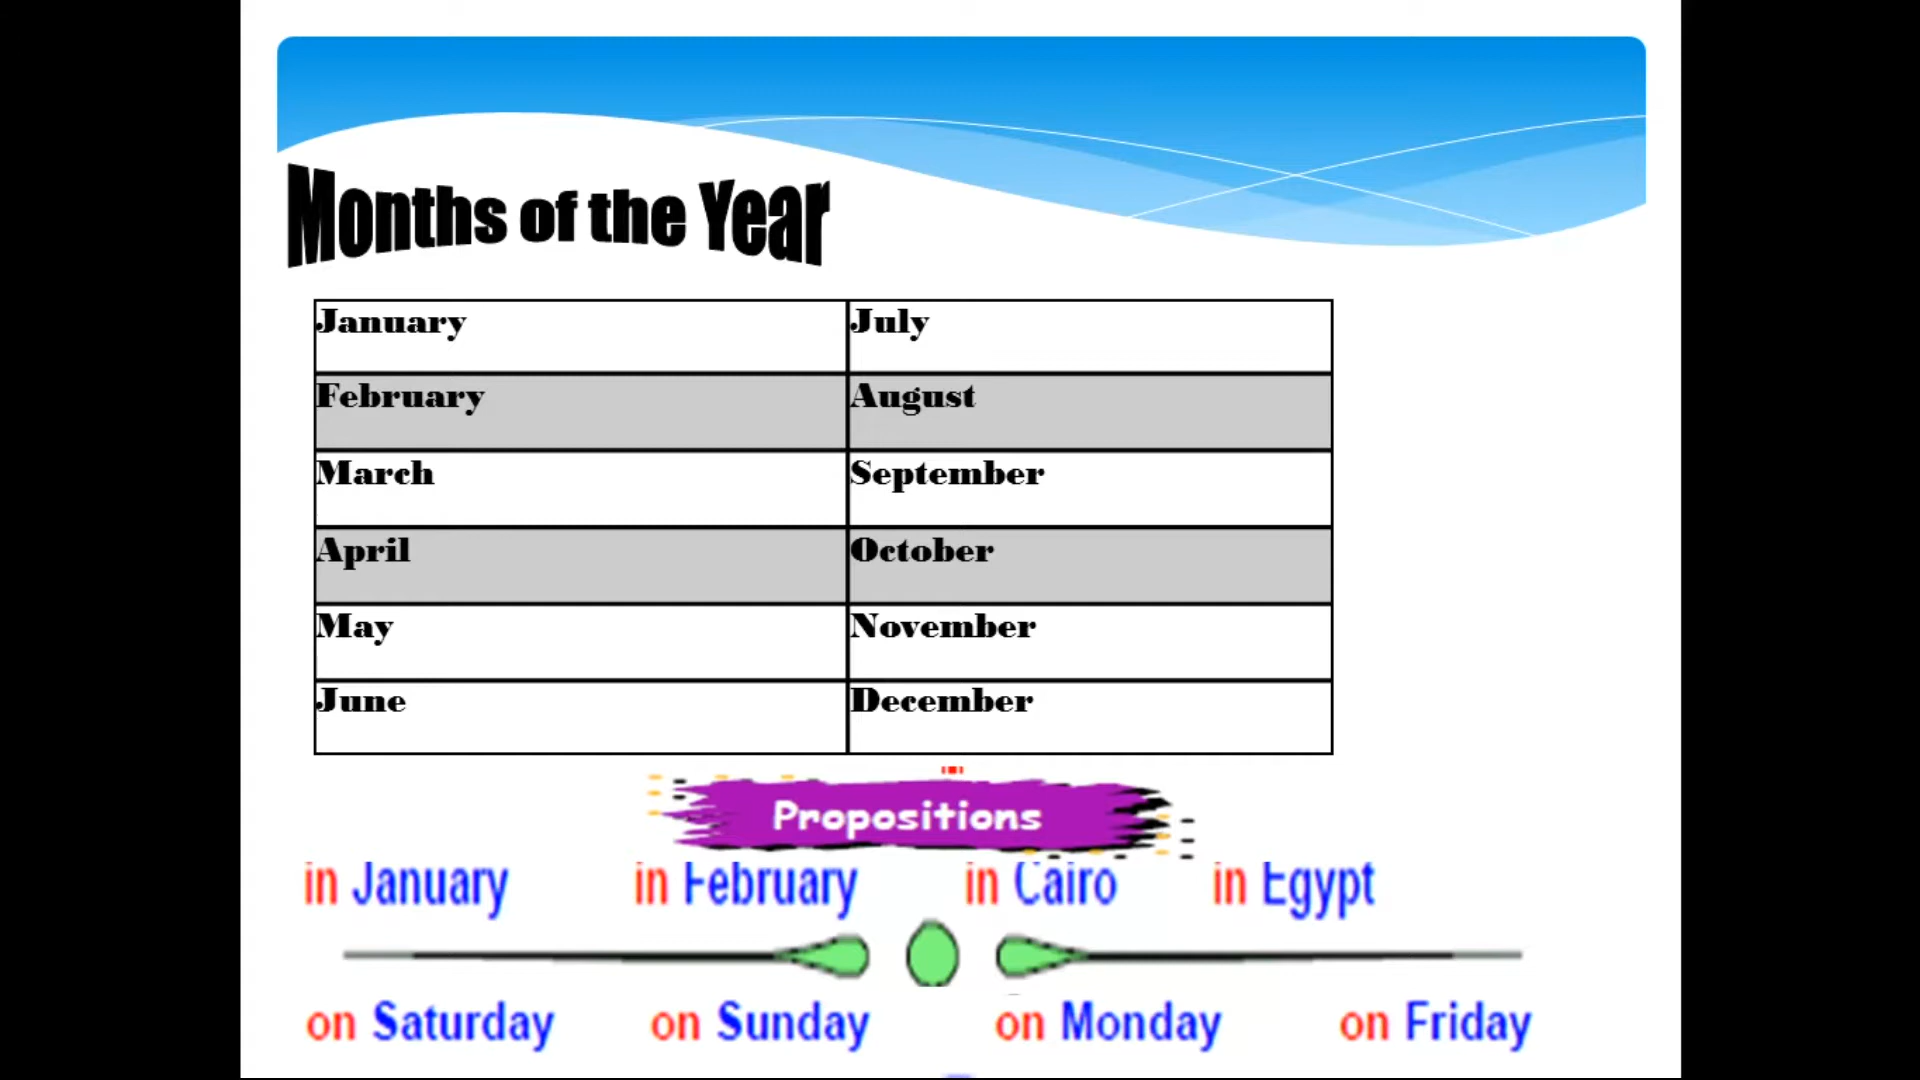 Months of the Year
January July
February August
March September
April October
May November
June December
Propositions
in January in February in Cairo in Egypt
on Saturday on Sunday on Monday on Friday